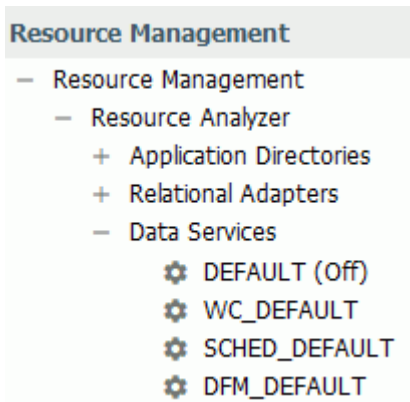 Resource Management
Resource Management
Resource Analyzer
Application Directories
Relational Adapters
Data Services
DEFAULT (Off)
WC_DEFAULT
SCHED_DEFAULT
DFM_DEFAULT